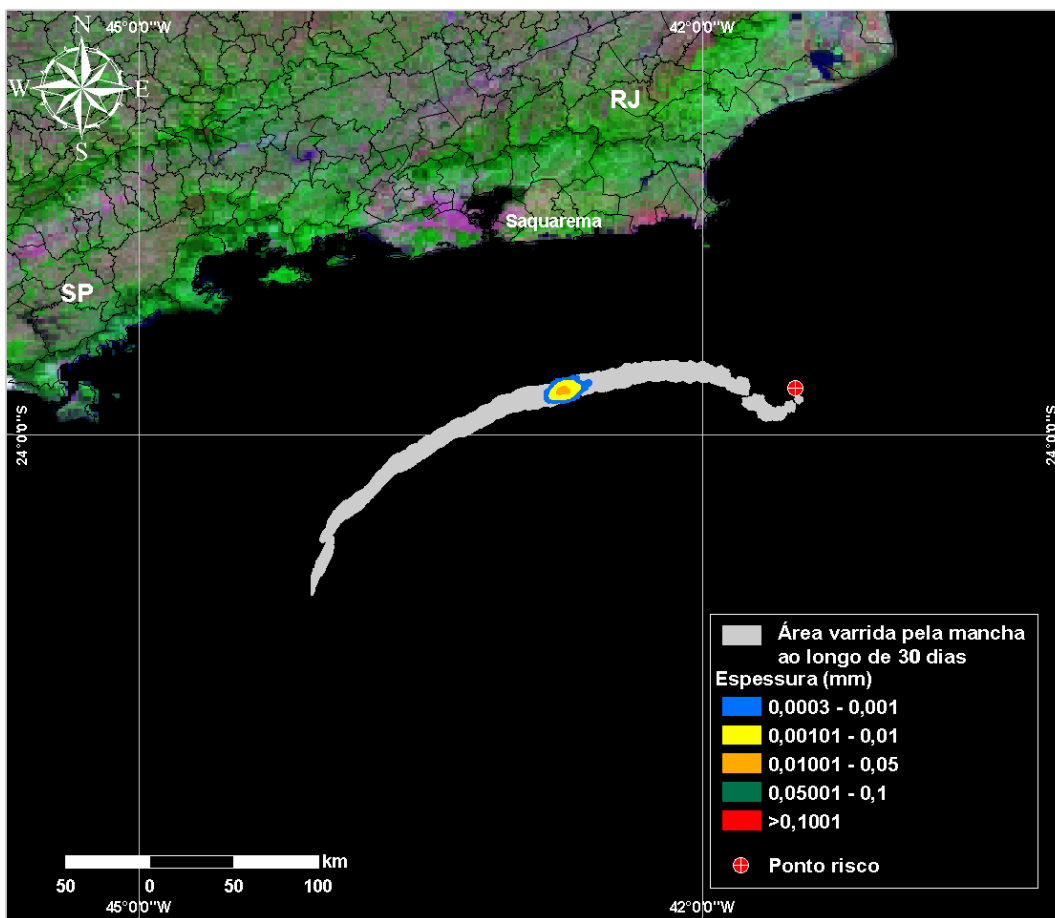 45°0'0"W
42°0'0"W
N
W
E
S
RJ
Saquarema
SP
24°0'0"S
24°0'0"S
Área varrida pela mancha
ao longo de 30 dias
Espessura (mm)
0,0003 - 0,001
0,00101 - 0,01
0,01001 - 0,05
0,05001 - 0,1
>0,1001
Ponto risco
km
50 0 50 100
45°0'0"W
42°0'0"W